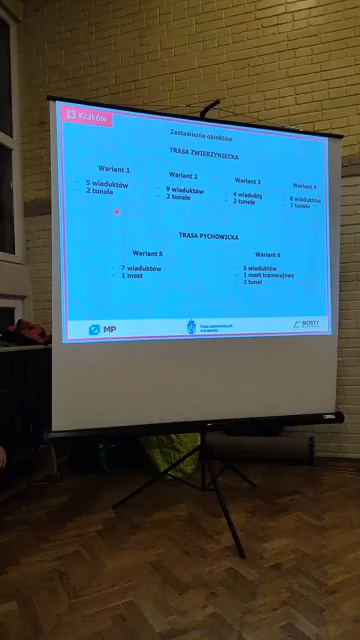 Kraków
Zestawienie obiektów
TRASA ZWIERZYNIECKA
Wariant 1
- 5 wiaduktów
- 2 tunele
Wariant 2
- 9 wiaduktów
- 2 tunele
Wariant 3
- 4 wiadukty
- 2 tunele
Wariant 4
- 6 wiaduktów
- 2 tunele
TRASA PYCHOWICKA
Wariant 5
- 7 wiaduktów
- 1 most
Wariant 6
- 5 wiaduktów
- 1 most tramwajowy
- 1 tunel
MP
MOSTY